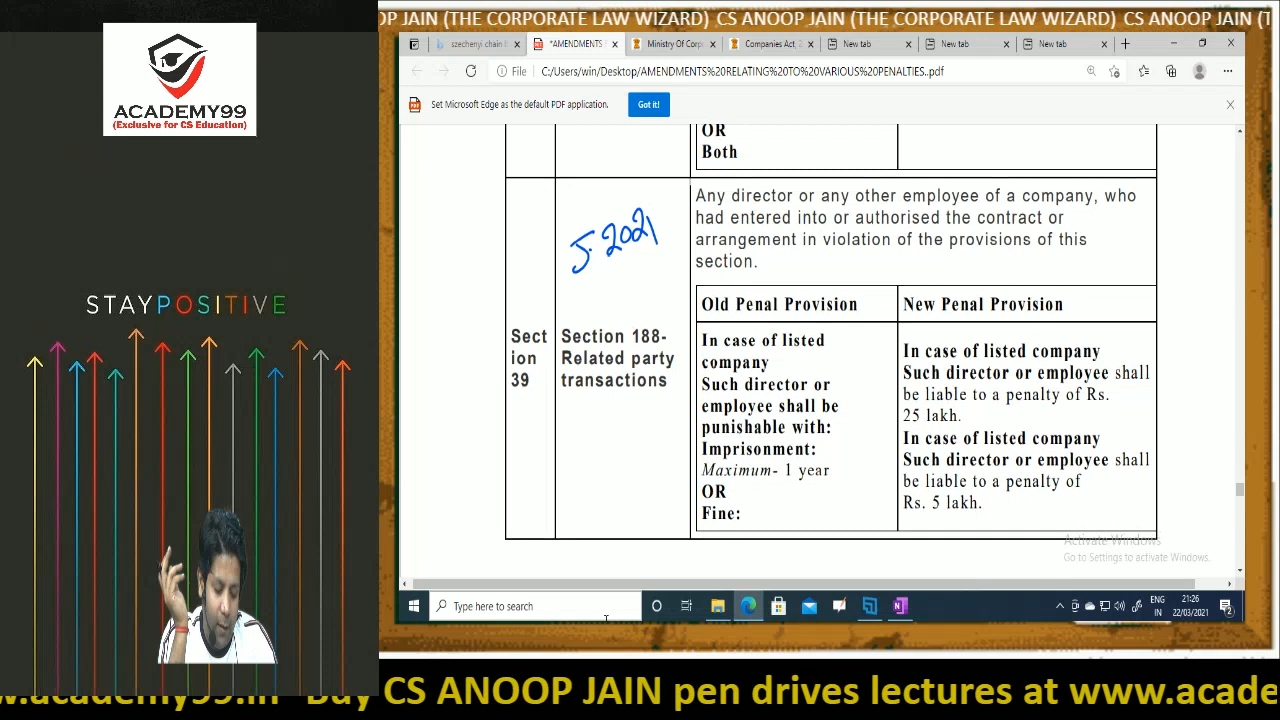 OP JAIN (THE CORPORATE LAW WIZARD) CS ANOOP JAIN (THE CORPORATE LAW WIZARD) CS ANOOP JAIN (T
szechenyi chain b
*AMENDMENTS
Ministry Of Corp
Companies Act, 2
New tab
New tab
New tab
File
C:/Users/win/Desktop/AMENDMENTS%20RELATING%20TO%20VARIOUS%20PENALTIES..pdf
Set Microsoft Edge as the default PDF application.
Got it!
ACADEMY99
(Exclusive for CS Education)
STAYPOSITIVE
OR
Both
5.2021
Sect
ion
39
Section 188-
Related party
transactions
Any director or any other employee of a company, who
had entered into or authorised the contract or
arrangement in violation of the provisions of this
section.
Old Penal Provision
In case of listed
company
Such director or
employee shall be
punishable with:
Imprisonment:
Maximum- 1 year
OR
Fine:
New Penal Provision
In case of listed company
Such director or employee shall
be liable to a penalty of Rs.
25 lakh.
In case of listed company
Such director or employee shall
be liable to a penalty of
Rs. 5 lakh.
Activate Windows
Go to Settings to activate Windows.
Type here to search
ENG
IN
21:26
22/03/2021
2
CS ANOOP JAIN pen drives lectures at www.acade